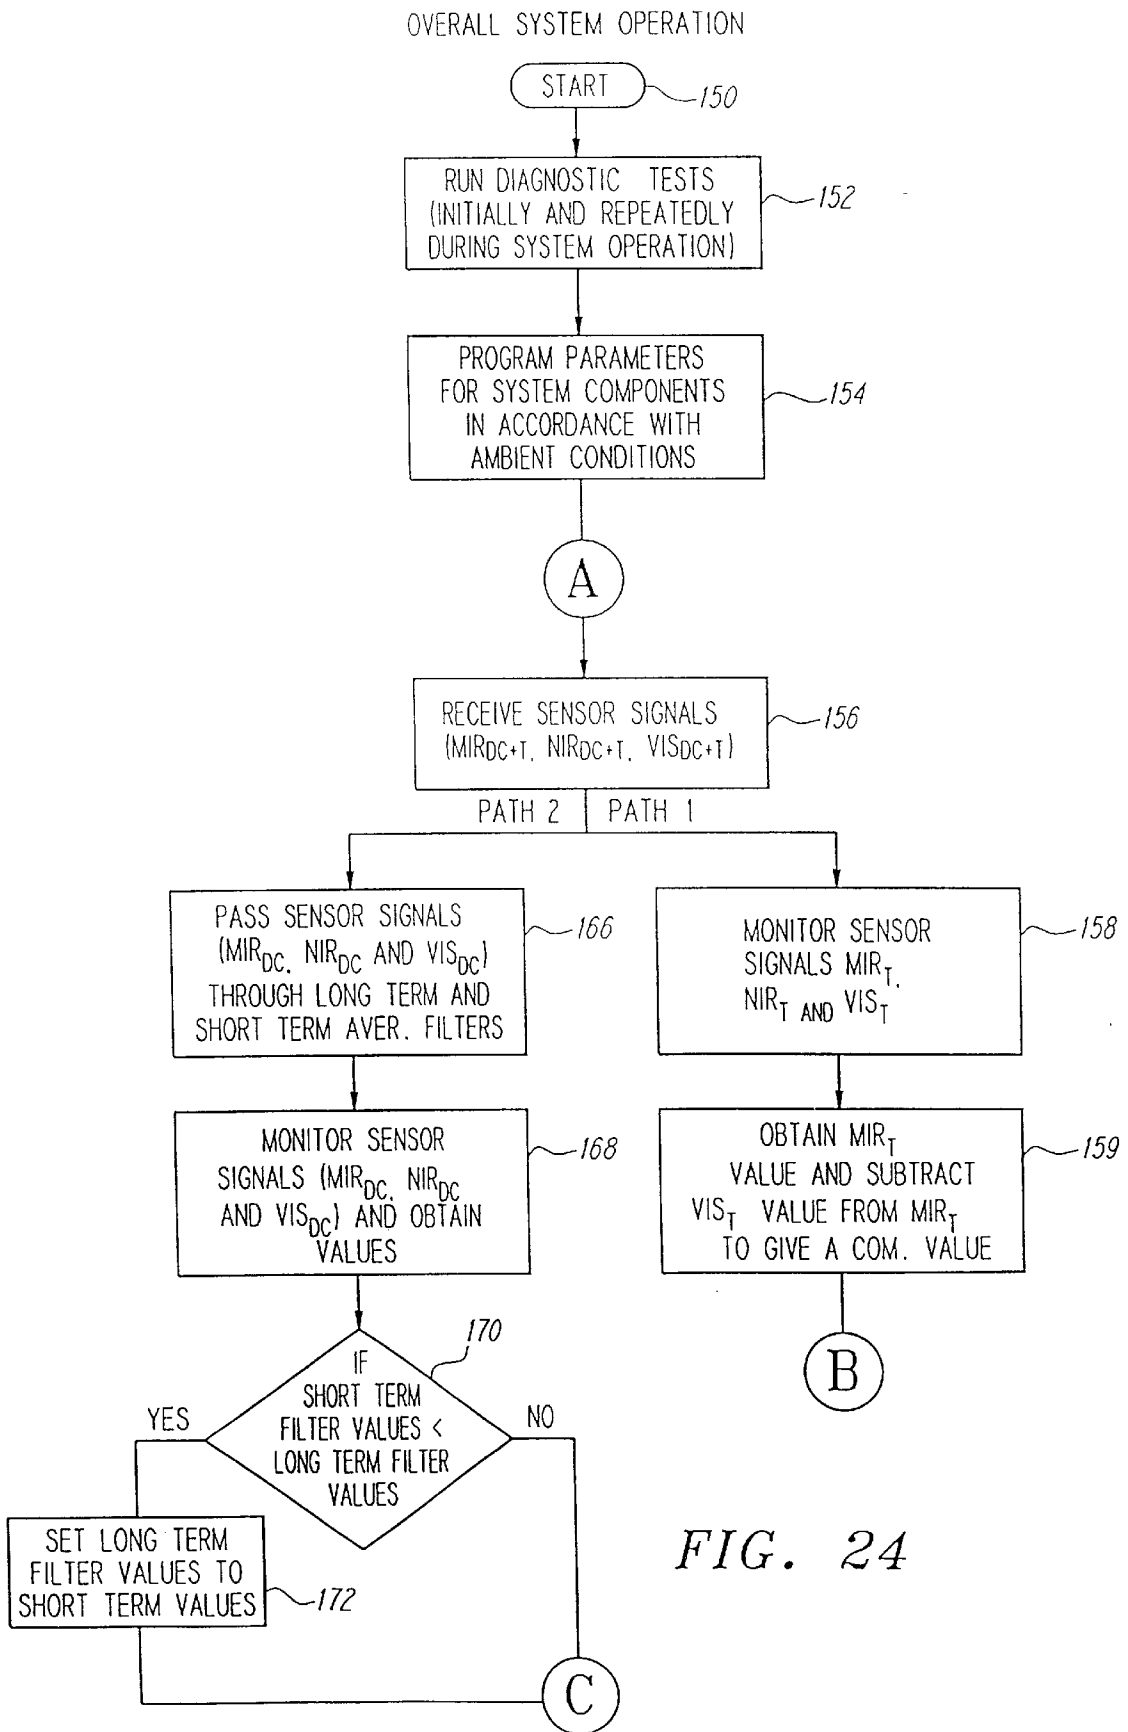 OVERALL SYSTEM OPERATION
START
150
RUN DIAGNOSTIC TESTS
(INITIALLY AND REPEATEDLY
DURING SYSTEM OPERATION)
152
PROGRAM PARAMETERS
FOR SYSTEM COMPONENTS
IN ACCORDANCE WITH
AMBIENT CONDITIONS
154
A
RECEIVE SENSOR SIGNALS
(MIRDC+T, NIRDC+T, VISDC+T)
156
PATH 2
PATH 1
PASS SENSOR SIGNALS
(MIRDC, NIRDC AND VISDC)
THROUGH LONG TERM AND
SHORT TERM AVER. FILTERS
166
MONITOR SENSOR
SIGNALS MIRT,
NIRT AND VIST
158
MONITOR SENSOR
SIGNALS (MIRDC, NIRDC
AND VISDC) AND OBTAIN
VALUES
168
OBTAIN MIRT
VALUE AND SUBTRACT
VIST VALUE FROM MIRT
TO GIVE A COM. VALUE
159
B
IF
SHORT TERM
FILTER VALUES <
LONG TERM FILTER
VALUES
170
YES
NO
SET LONG TERM
FILTER VALUES TO
SHORT TERM VALUES
172
C
FIG. 24